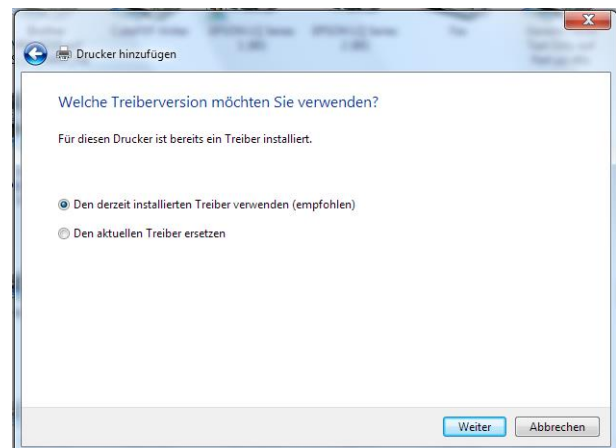 Drucker hinzufügen
Welche Treiberversion möchten Sie verwenden?
Für diesen Drucker ist bereits ein Treiber installiert.
Den derzeit installierten Treiber verwenden (empfohlen)
Den aktuellen Treiber ersetzen
Weiter
Abbrechen